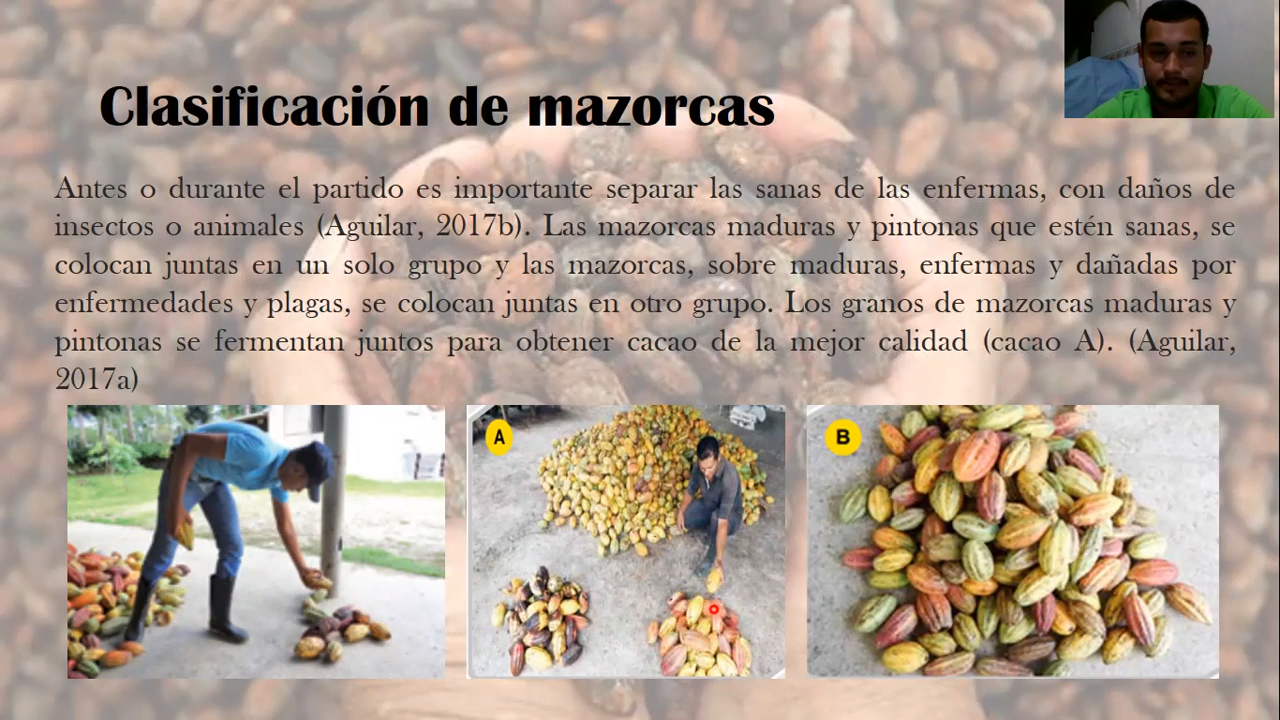 Clasificación de mazorcas
Antes o durante el partido es importante separar las sanas de las enfermas, con daños de
insectos o animales (Aguilar, 2017b). Las mazorcas maduras y pintonas que estén sanas, se
colocan juntas en un solo grupo y las mazorcas, sobre maduras, enfermas y dañadas por
enfermedades y plagas, se colocan juntas en otro grupo. Los granos de mazorcas maduras y
pintonas se fermentan juntos para obtener cacao de la mejor calidad (cacao A). (Aguilar,
2017a)
A
B